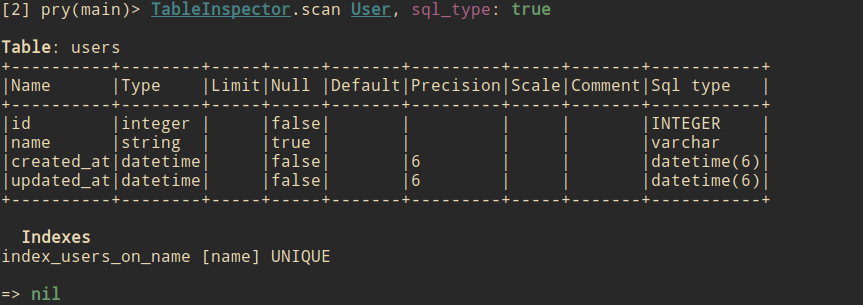 [2] pry(main)> TableInspector.scan User, sql_type: true
Table: users
+----------+--------+-----+-----+-------+---------+-----+-------+-----------+
|Name      |Type    |Limit|Null |Default|Precision|Scale|Comment|Sql type   |
+----------+--------+-----+-----+-------+---------+-----+-------+-----------+
|id        |integer |     |false|       |         |     |       |INTEGER    |
|name      |string  |     |true |       |         |     |       |varchar    |
|created_at|datetime|     |false|       |6        |     |       |datetime(6)|
|updated_at|datetime|     |false|       |6        |     |       |datetime(6)|
+----------+--------+-----+-----+-------+---------+-----+-------+-----------+
  Indexes
index_users_on_name [name] UNIQUE
=> nil